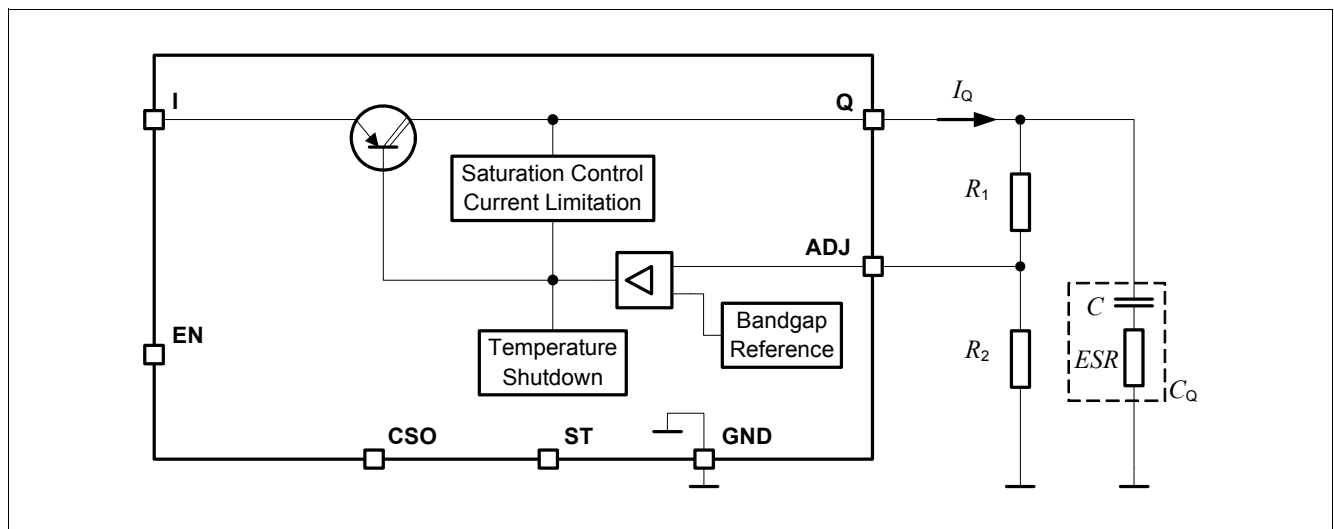 I
Q
I_Q
Saturation Control
Current Limitation
R_1
ADJ
Bandgap
Reference
C
EN
Temperature
Shutdown
R_2
ESR
C_Q
CSO
ST
GND